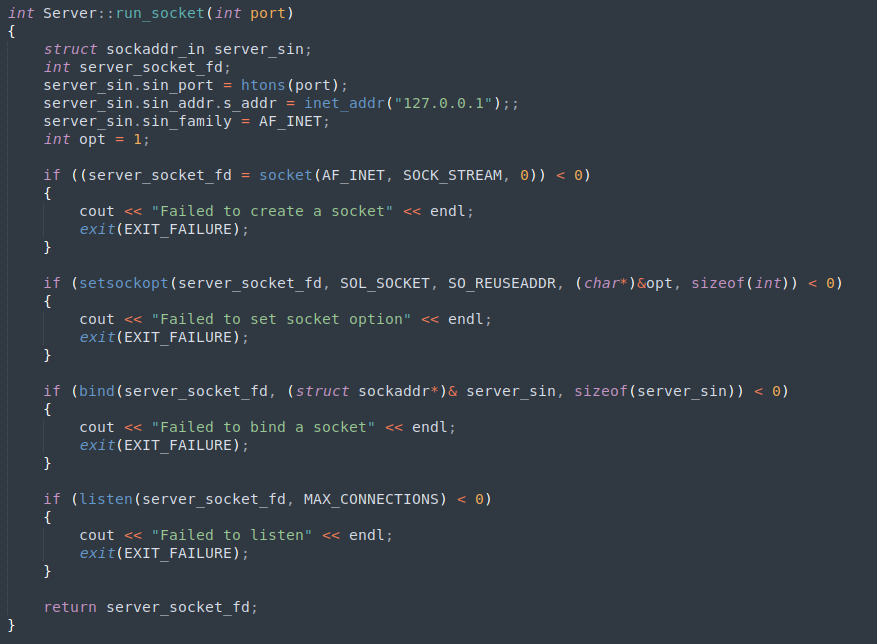 int Server::run_socket(int port)
{
    struct sockaddr_in server_sin;
    int server_socket_fd;
    server_sin.sin_port = htons(port);
    server_sin.sin_addr.s_addr = inet_addr("127.0.0.1");;
    server_sin.sin_family = AF_INET;
    int opt = 1;

    if ((server_socket_fd = socket(AF_INET, SOCK_STREAM, 0)) < 0)
    {
        cout << "Failed to create a socket" << endl;
        exit(EXIT_FAILURE);
    }

    if (setsockopt(server_socket_fd, SOL_SOCKET, SO_REUSEADDR, (char*)&opt, sizeof(int)) < 0)
    {
        cout << "Failed to set socket option" << endl;
        exit(EXIT_FAILURE);
    }

    if (bind(server_socket_fd, (struct sockaddr*)& server_sin, sizeof(server_sin)) < 0)
    {
        cout << "Failed to bind a socket" << endl;
        exit(EXIT_FAILURE);
    }

    if (listen(server_socket_fd, MAX_CONNECTIONS) < 0)
    {
        cout << "Failed to listen" << endl;
        exit(EXIT_FAILURE);
    }

    return server_socket_fd;
}